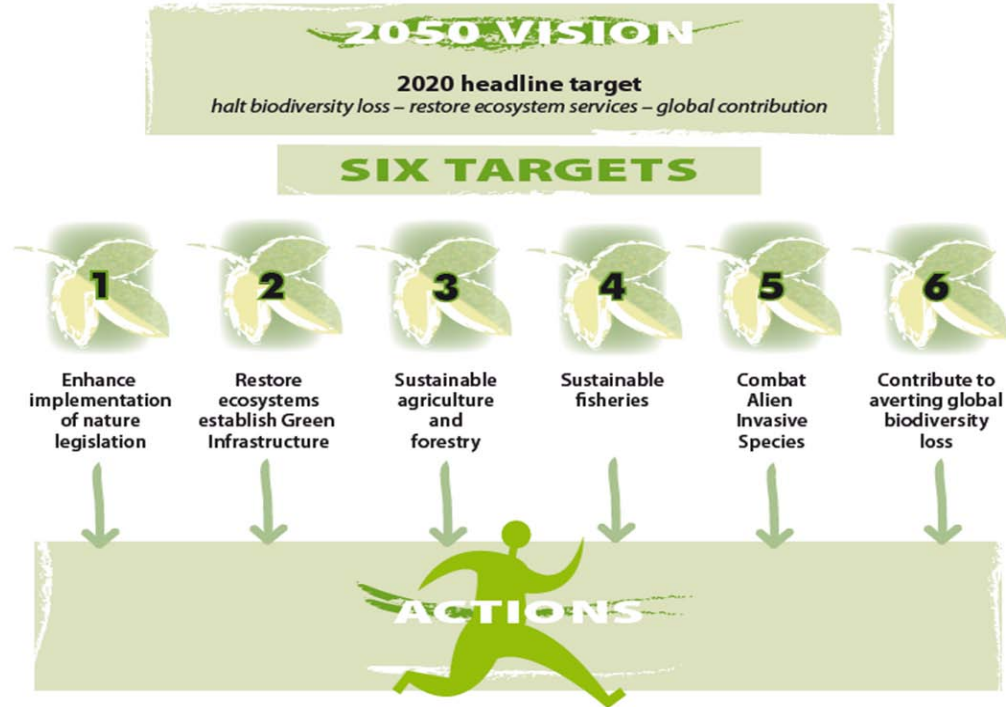 2050 VISION
2020 headline target
halt biodiversity loss – restore ecosystem services – global contribution
SIX TARGETS
1
Enhance
implementation
of nature
legislation
2
Restore
ecosystems
establish Green
Infrastructure
3
Sustainable
agriculture
and
forestry
4
Sustainable
fisheries
5
Combat
Alien
Invasive
Species
6
Contribute to
averting global
biodiversity
loss
ACTIONS